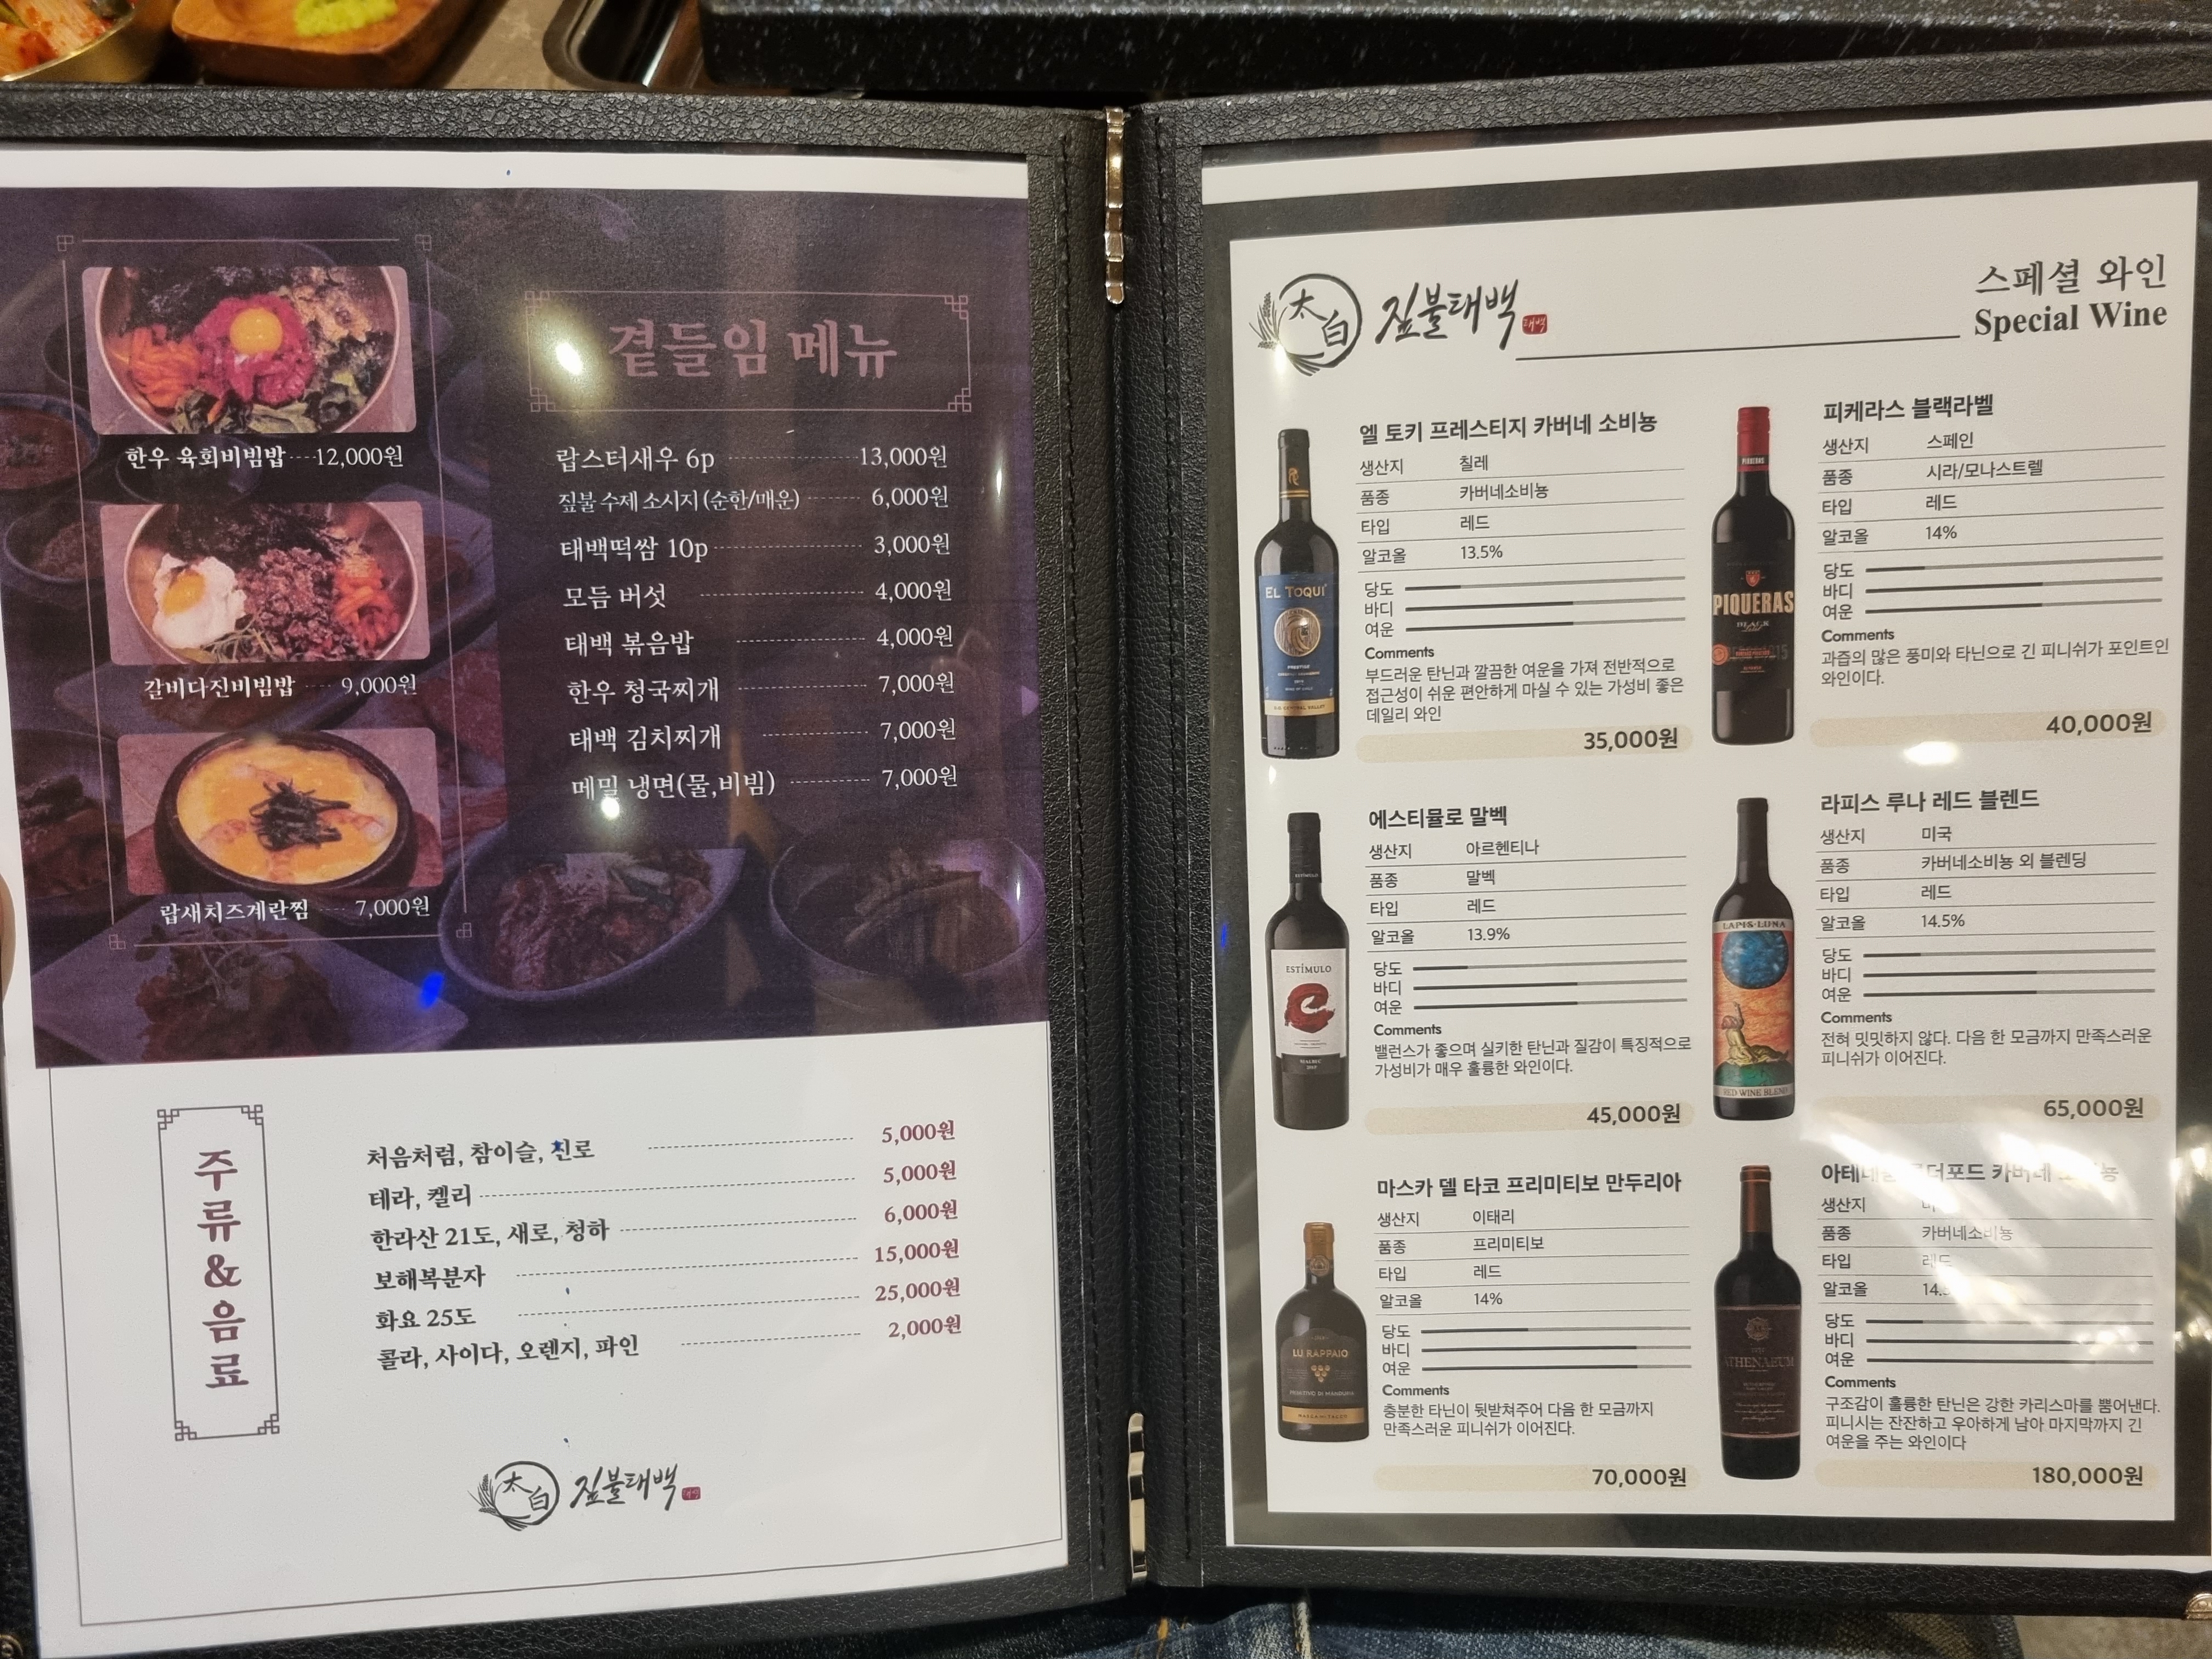 한우 육회비빔밥 12,000원
갈비다진비빔밥 9,000원
랍새치즈계란찜 7,000원
곁들임 메뉴
랍스터새우 6p 13,000원
짚불 수제 소시지 (순한/매운) 6,000원
태백떡쌈 10p 3,000원
모듬 버섯 4,000원
태백 볶음밥 4,000원
한우 청국찌개 7,000원
태백 김치찌개 7,000원
메밀 냉면(물,비빔) 7,000원
주류&음료
처음처럼, 참이슬, 진로 5,000원
테라, 켈리 5,000원
한라산 21도, 새로, 청하 6,000원
보해복분자 15,000원
화요 25도 25,000원
콜라, 사이다, 오렌지, 파인 2,000원
太白 짚불태백 태백
太白 짚불태백 태백
스페셜 와인
Special Wine
엘 토키 프레스티지 카버네 소비뇽
생산지 칠레
품종 카버네소비뇽
타입 레드
알코올 13.5%
당도
바디
여운
Comments
부드러운 탄닌과 깔끔한 여운을 가져 전반적으로
접근성이 쉬운 편안하게 마실 수 있는 가성비 좋은
데일리 와인
35,000원
EL TOQUI
PRESTIGE
피케라스 블랙라벨
생산지 스페인
품종 시라/모나스트렐
타입 레드
알코올 14%
당도
바디
여운
Comments
과즙의 많은 풍미와 타닌으로 긴 피니쉬가 포인트인
와인이다.
40,000원
PIQUERAS
PIQUERAS
BLACK
에스티뮬로 말벡
생산지 아르헨티나
품종 말벡
타입 레드
알코올 13.9%
당도
바디
여운
Comments
밸런스가 좋으며 실키한 탄닌과 질감이 특징적으로
가성비가 매우 훌륭한 와인이다.
45,000원
ESTIMULO
ESTÍMULO
MALBEC
라피스 루나 레드 블렌드
생산지 미국
품종 카버네소비뇽 외 블렌딩
타입 레드
알코올 14.5%
당도
바디
여운
Comments
전혀 밋밋하지 않다. 다음 한 모금까지 만족스러운
피니쉬가 이어진다.
65,000원
LAPIS·LUNA
RED WINE BLEND
마스카 델 타코 프리미티보 만두리아
생산지 이태리
품종 프리미티보
타입 레드
알코올 14%
당도
바디
여운
Comments
충분한 타닌이 뒷받쳐주어 다음 한 모금까지
만족스러운 피니쉬가 이어진다.
70,000원
LU RAPPAIO
PRIMITIVO DI MANDURIA
MASCA DEL TACCO
카버네
생산지
품종 카버네소비뇽
타입 레드
알코올
당도
바디
여운
Comments
구조감이 훌륭한 탄닌은 강한 카리스마를 뿜어낸다.
피니시는 잔잔하고 우아하게 남아 마지막까지 긴
여운을 주는 와인이다
180,000원
ATHENAEUM